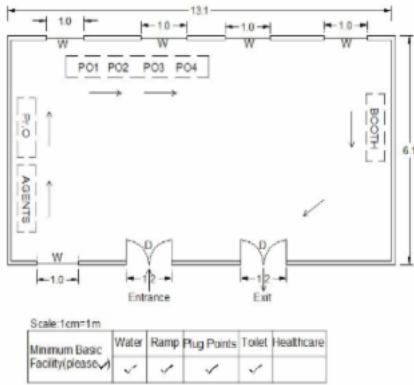 13.1
1.0 1.0 1.0 1.0
W W W W
PO1 PO2 PO3 PO4
Pr.O
BOOTH
6.1
AGENTS
W D D
1.0 1.2 1.2
Entrance Exit
Scale:1cm=1m
Minimum Basic Facility(please✓) Water Ramp Plug Points Toilet Healthcare
✓ ✓ ✓ ✓